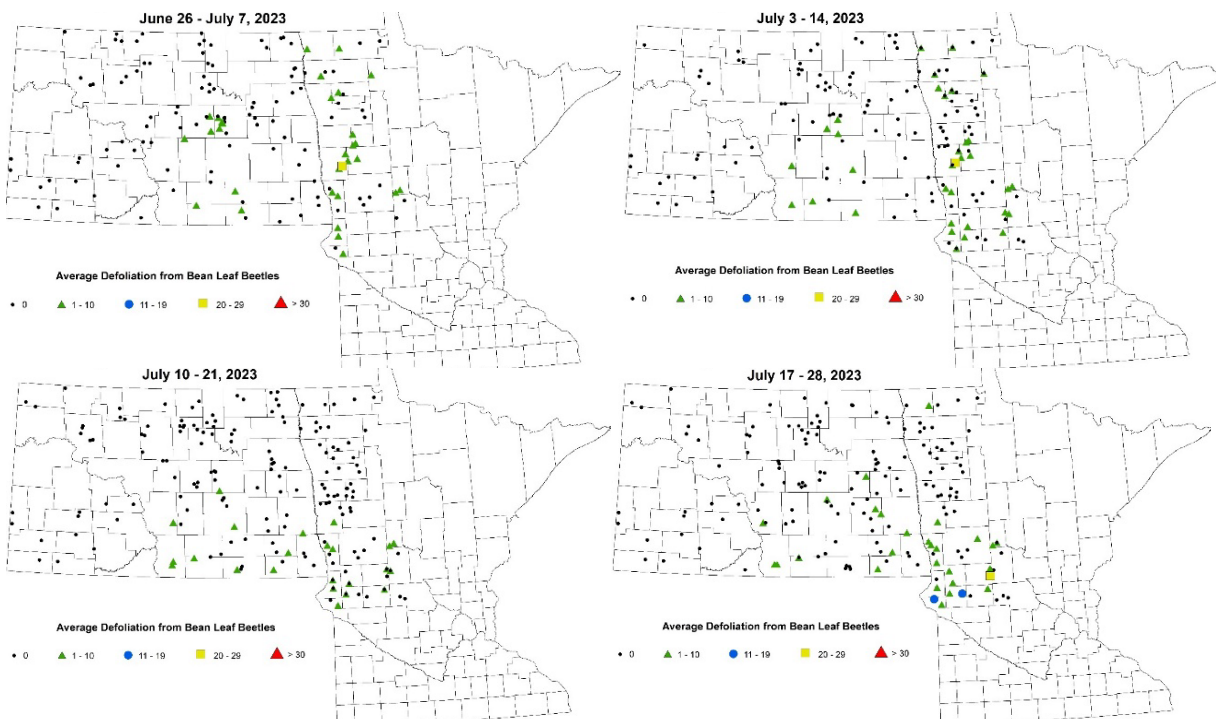 June 26 - July 7, 2023
Average Defoliation from Bean Leaf Beetles
0 1 - 10 11 - 19 20 - 29 > 30
July 3 - 14, 2023
Average Defoliation from Bean Leaf Beetles
0 1 - 10 11 - 19 20 - 29 > 30
July 10 - 21, 2023
Average Defoliation from Bean Leaf Beetles
0 1 - 10 11 - 19 20 - 29 > 30
July 17 - 28, 2023
Average Defoliation from Bean Leaf Beetles
0 1 - 10 11 - 19 20 - 29 > 30